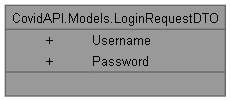 CovidAPI.Models.LoginRequestDTO
+ Username
+ Password